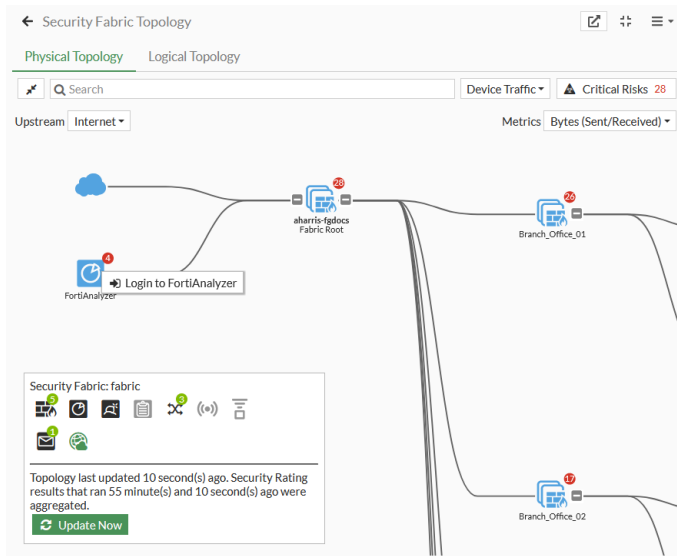 Security Fabric Topology
Physical Topology
Logical Topology
Search
Device Traffic
Critical Risks 28
Upstream
Internet
Metrics
Bytes (Sent/Received)
28
aharris-fgdocs
Fabric Root
26
Branch_Office_01
4
Login to FortiAnalyzer
FortiAnalyzer
Security Fabric: fabric
5
3
1
Topology last updated 10 second(s) ago. Security Rating
results that ran 55 minute(s) and 10 second(s) ago were
aggregated.
Update Now
17
Branch_Office_02